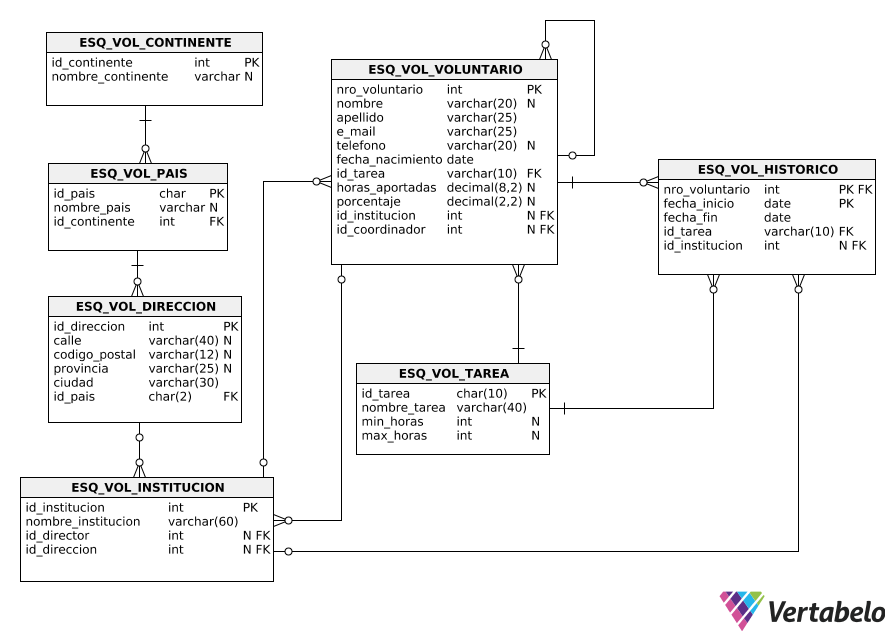 ESQ_VOL_CONTINENTE
id_continente int PK
nombre_continente varchar N
ESQ_VOL_PAIS
id_pais char PK
nombre_pais varchar N
id_continente int FK
ESQ_VOL_DIRECCION
id_direccion int PK
calle varchar(40) N
codigo_postal varchar(12) N
provincia varchar(25) N
ciudad varchar(30)
id_pais char(2) FK
ESQ_VOL_INSTITUCION
id_institucion int PK
nombre_institucion varchar(60)
id_director int N FK
id_direccion int N FK
ESQ_VOL_VOLUNTARIO
nro_voluntario int PK
nombre varchar(20) N
apellido varchar(25)
e_mail varchar(25)
telefono varchar(20) N
fecha_nacimiento date
id_tarea varchar(10) FK
horas_aportadas decimal(8,2) N
porcentaje decimal(2,2) N
id_institucion int N FK
id_coordinador int N FK
ESQ_VOL_TAREA
id_tarea char(10) PK
nombre_tarea varchar(40)
min_horas int N
max_horas int N
ESQ_VOL_HISTORICO
nro_voluntario int PK FK
fecha_inicio date PK
fecha_fin date
id_tarea varchar(10) FK
id_institucion int N FK
Vertabelo